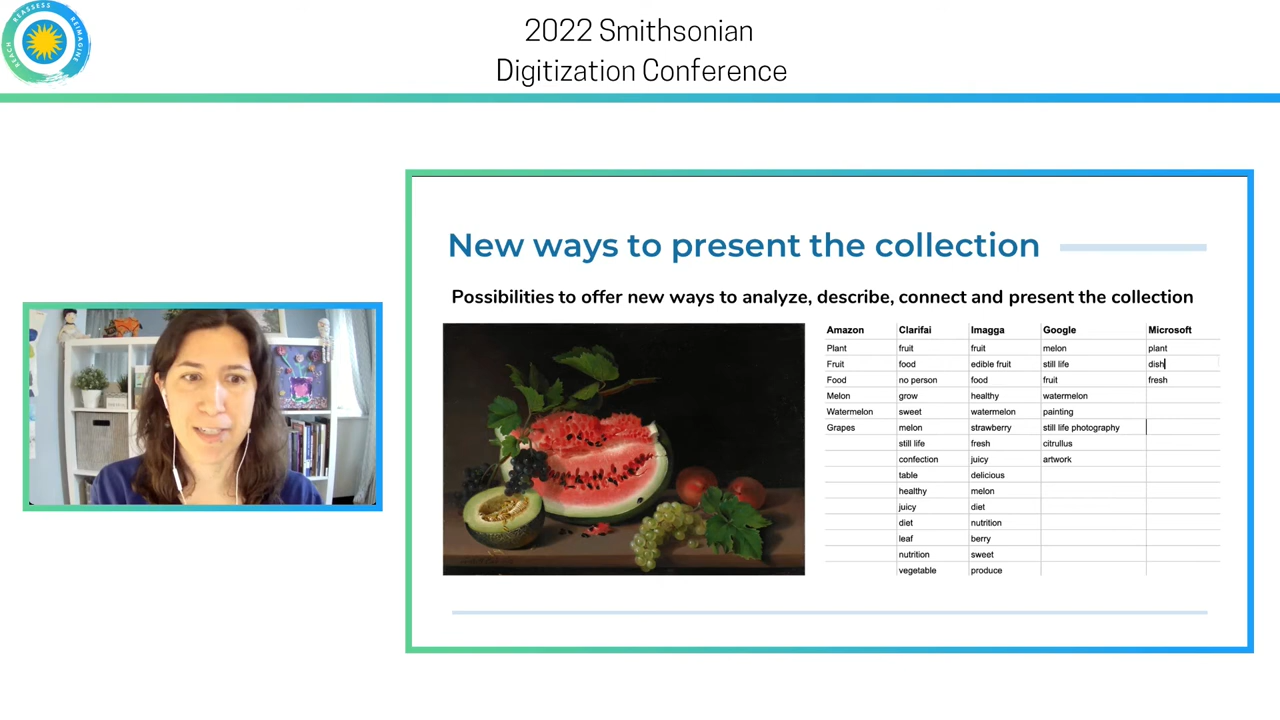 REACH REASSESS REIMAGINE
2022 Smithsonian
Digitization Conference
New ways to present the collection
Possibilities to offer new ways to analyze, describe, connect and present the collection
Amazon Clarifai Imagga Google Microsoft
Plant fruit fruit melon plant
Fruit food edible fruit still life dish
Food no person food fruit fresh
Melon grow healthy watermelon
Watermelon sweet watermelon painting
Grapes melon strawberry still life photography
still life fresh citrullus
confection juicy artwork
table delicious
healthy melon
juicy diet
diet nutrition
leaf berry
nutrition sweet
vegetable produce